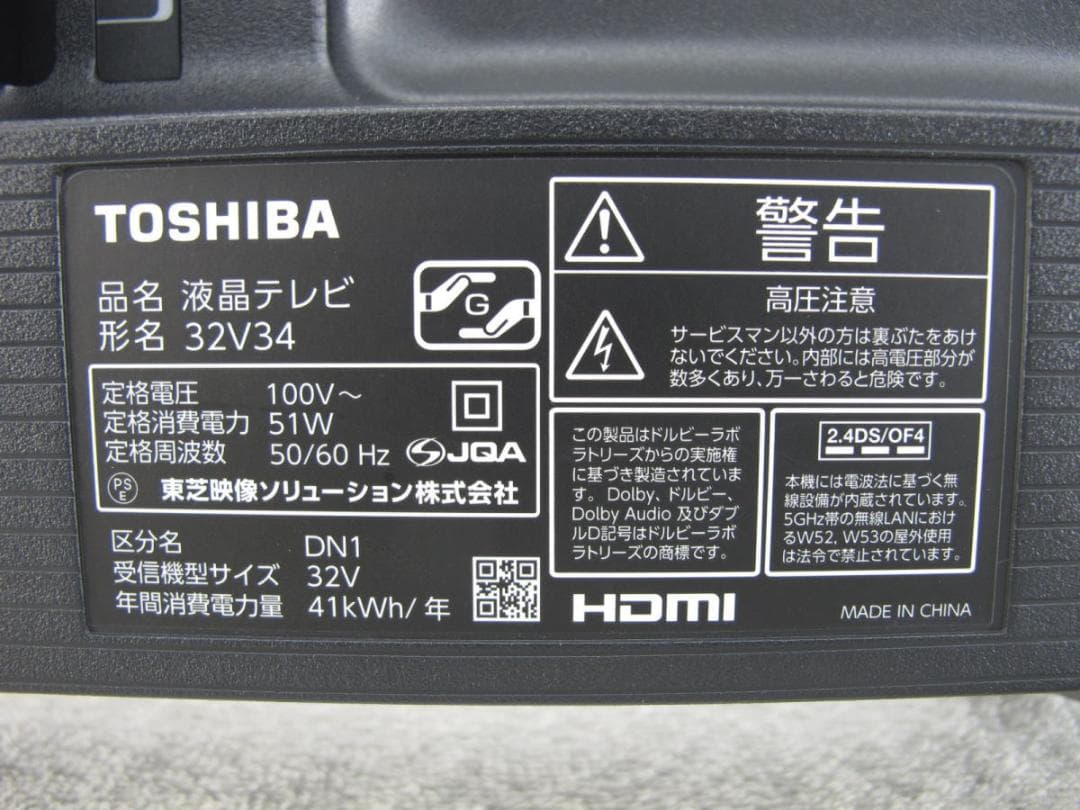 TOSHIBA
品名 液晶テレビ
形名 32V34
G
定格電圧 100V～
定格消費電力 51W
定格周波数 50/60 Hz
JQA
PS
E
東芝映像ソリューション株式会社
区分名 DN1
受信機型サイズ 32V
年間消費電力量 41kWh/年
警告
高圧注意
サービスマン以外の方は裏ぶたをあけ
ないでください。内部には高電圧部分が
数多くあり、万一さわると危険です。
この製品はドルビーラボ
ラトリーズからの実施権
に基づき製造されていま
す。Dolby、ドルビー、
Dolby Audio 及びダブ
ルD記号はドルビーラボ
ラトリーズの商標です。
2.4DS/OF4
本機には電波法に基づく無
線設備が内蔵されています。
5GHz帯の無線LANにおけ
るW52, W53の屋外使用
は法令で禁止されています。
HDMI
MADE IN CHINA